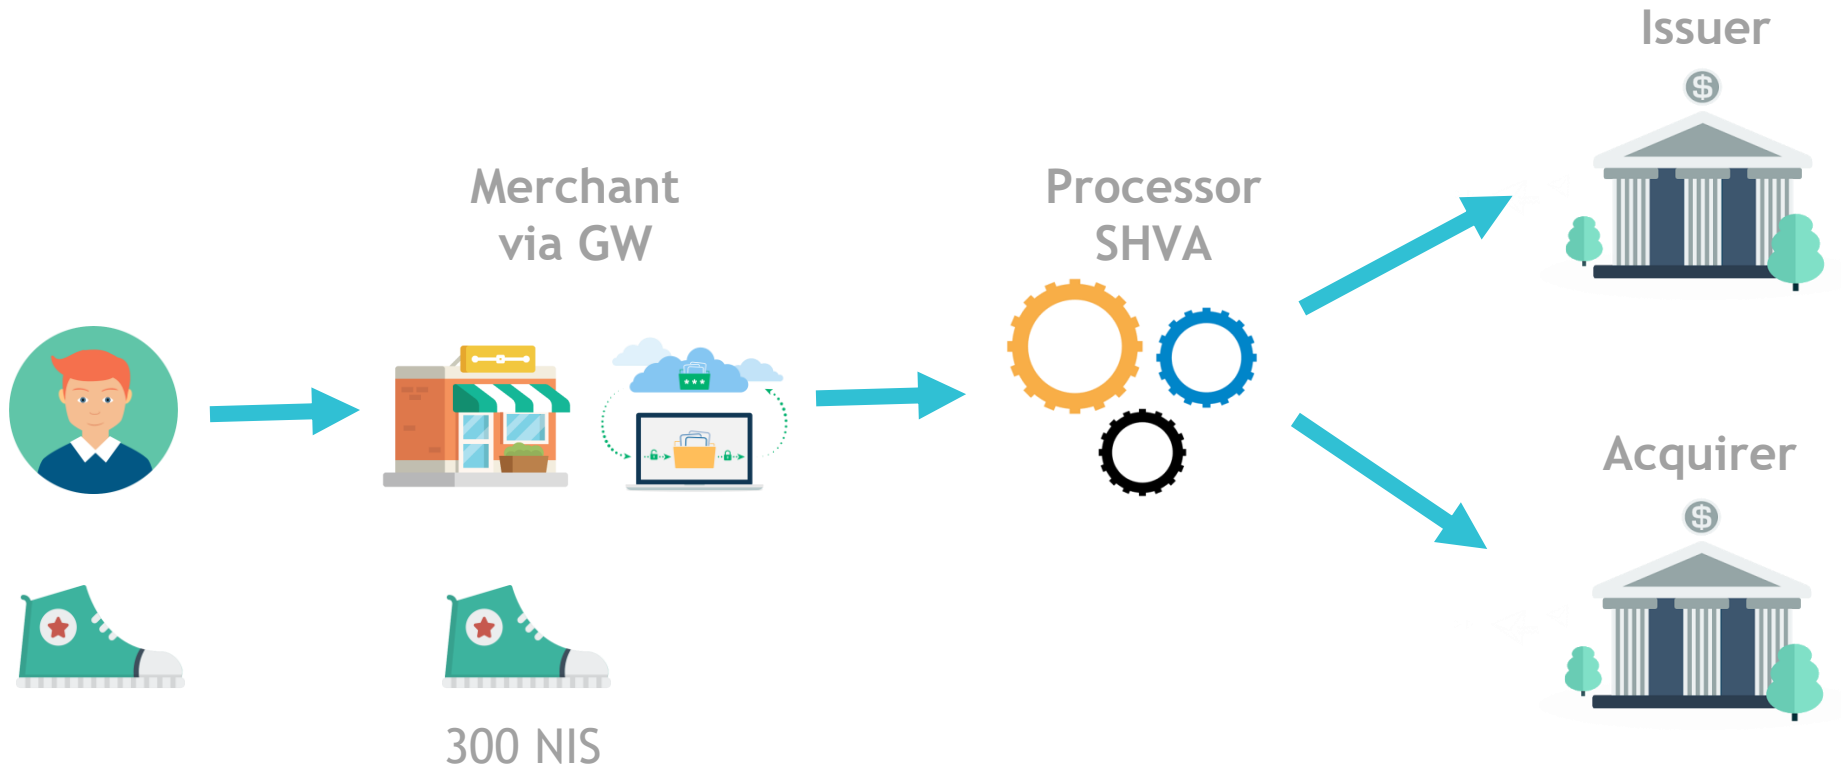 Issuer
Merchant
via GW
Processor
SHVA
Acquirer
300 NIS